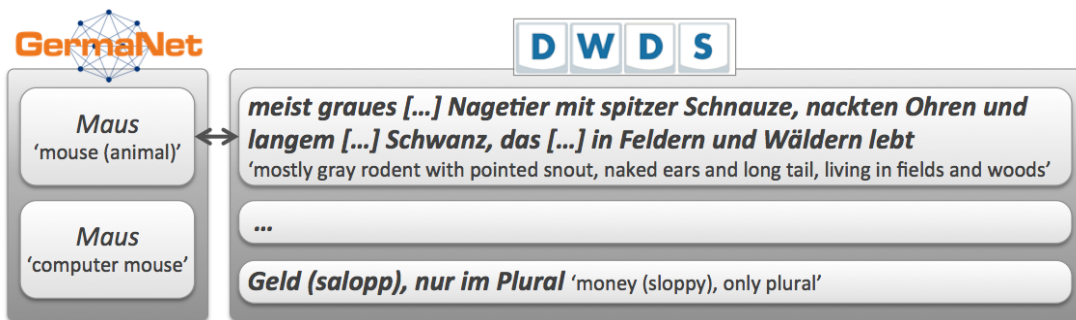 GermaNet
D W D S
Maus
‘mouse (animal)’
meist graues [...] Nagetier mit spitzer Schnauze, nackten Ohren und
langem [...] Schwanz, das [...] in Feldern und Wäldern lebt
‘mostly gray rodent with pointed snout, naked ears and long tail, living in fields and woods’
Maus
‘computer mouse’
...
Geld (salopp), nur im Plural ‘money (sloppy), only plural’